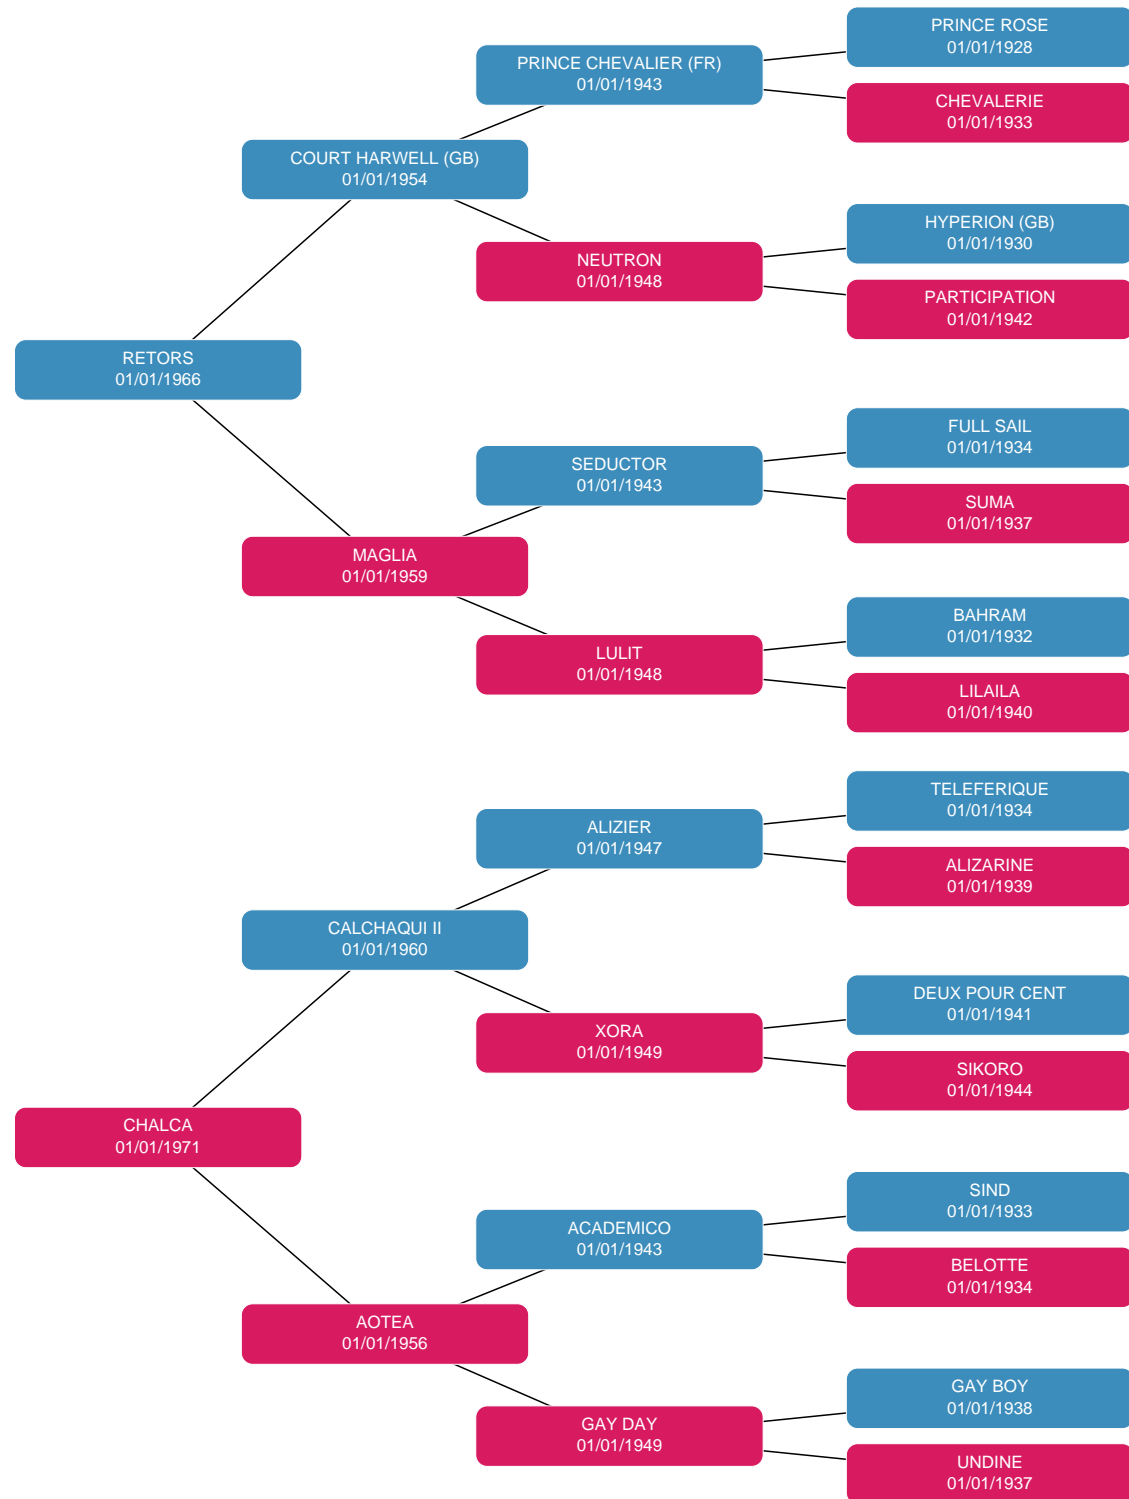 PRINCE ROSE
01/01/1928
PRINCE CHEVALIER (FR)
01/01/1943
CHEVALERIE
01/01/1933
COURT HARWELL (GB)
01/01/1954
HYPERION (GB)
01/01/1930
NEUTRON
01/01/1948
PARTICIPATION
01/01/1942
RETORS
01/01/1966
FULL SAIL
01/01/1934
SEDUCTOR
01/01/1943
SUMA
01/01/1937
MAGLIA
01/01/1959
BAHRAM
01/01/1932
LULIT
01/01/1948
LILAILA
01/01/1940
TELEFERIQUE
01/01/1934
ALIZIER
01/01/1947
ALIZARINE
01/01/1939
CALCHAQUI II
01/01/1960
DEUX POUR CENT
01/01/1941
XORA
01/01/1949
SIKORO
01/01/1944
CHALCA
01/01/1971
SIND
01/01/1933
ACADEMICO
01/01/1943
BELOTTE
01/01/1934
AOTEA
01/01/1956
GAY BOY
01/01/1938
GAY DAY
01/01/1949
UNDINE
01/01/1937